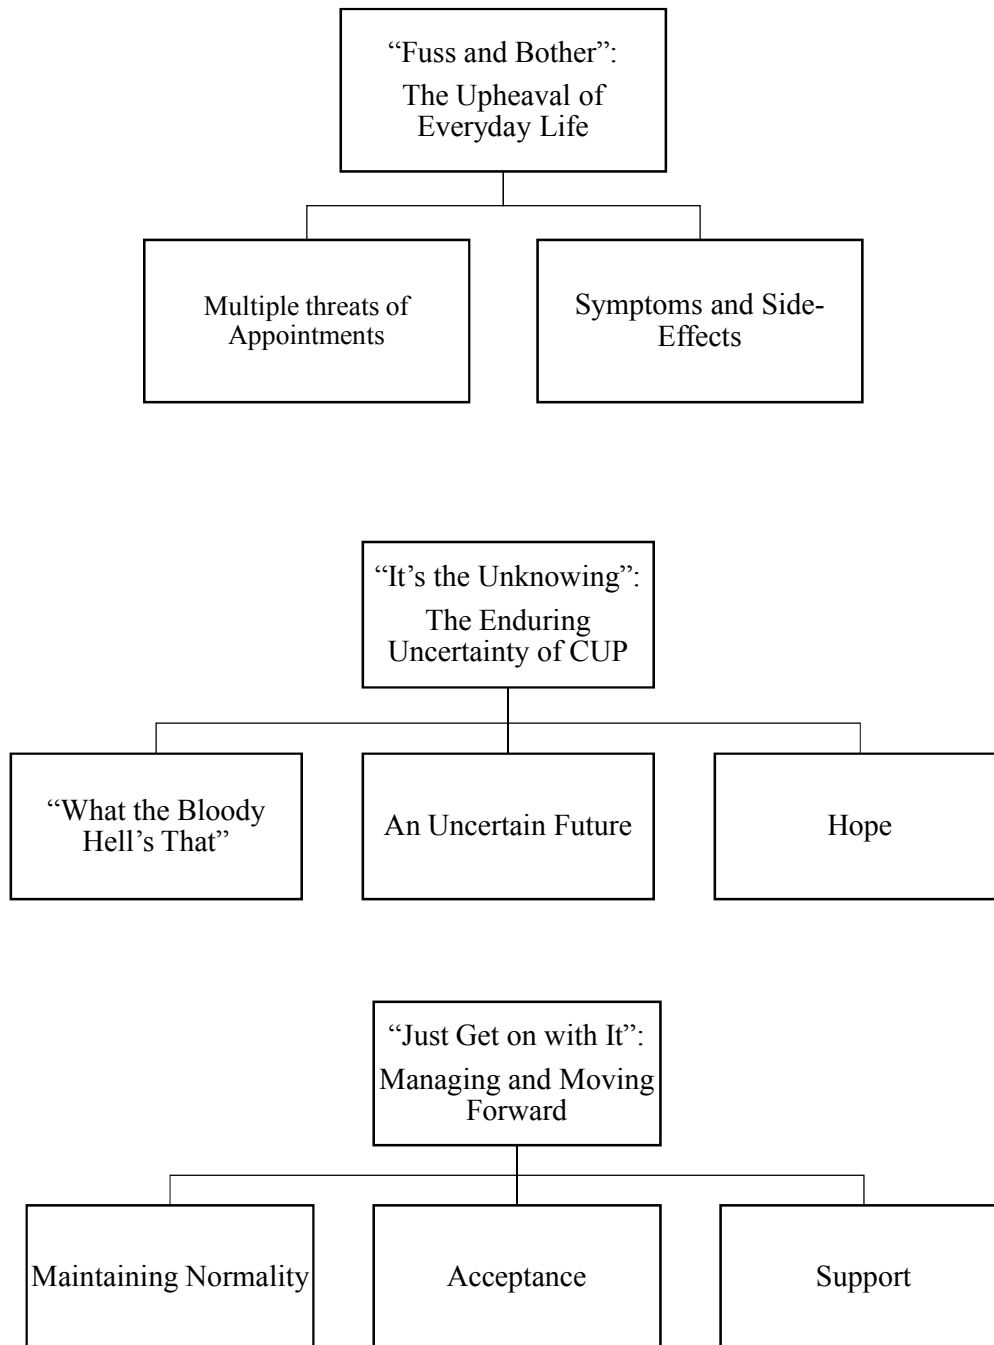 “Fuss and Bother”:
The Upheaval of
Everyday Life
Multiple threats of
Appointments
Symptoms and Side-
Effects
“It’s the Unknowing”:
The Enduring
Uncertainty of CUP
“What the Bloody
Hell’s That”
An Uncertain Future
Hope
“Just Get on with It”:
Managing and Moving
Forward
Maintaining Normality
Acceptance
Support